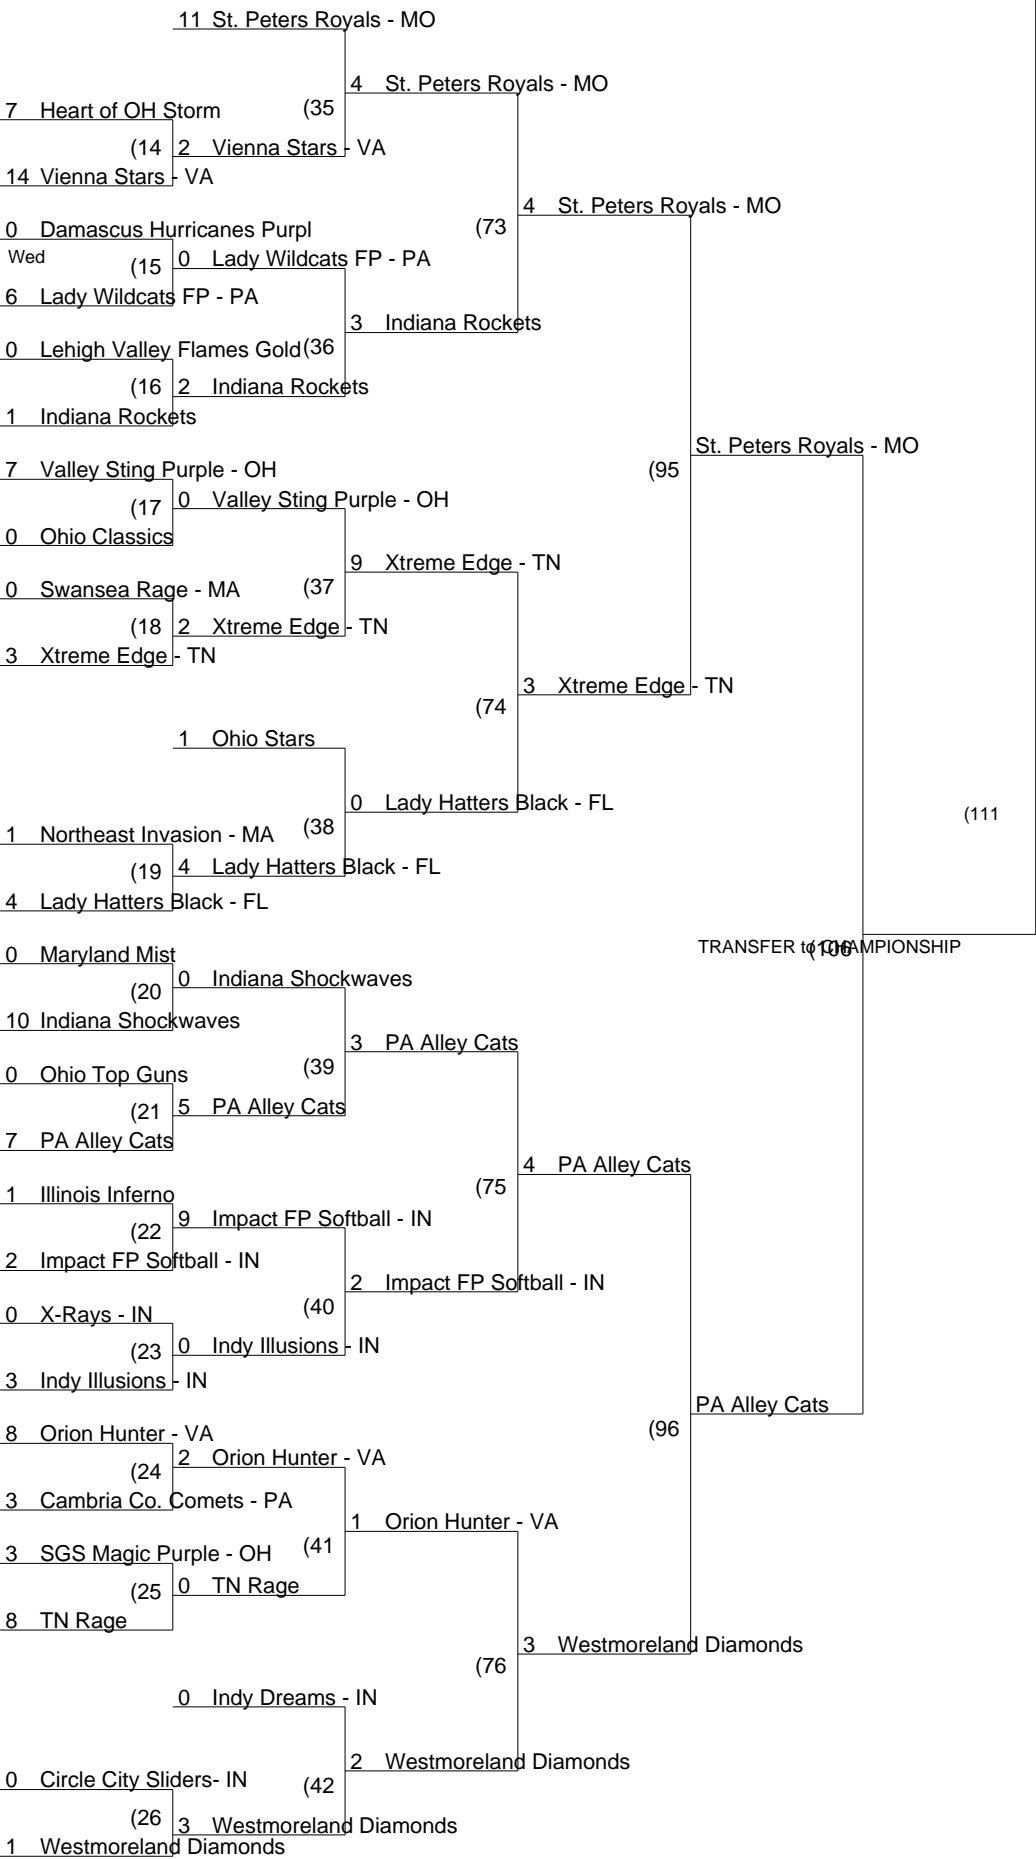 11 St. Peters Royals - MO
4 St. Peters Royals - MO
7 Heart of OH Storm
(35
(14
2 Vienna Stars - VA
14 Vienna Stars - VA
4 St. Peters Royals - MO
0 Damascus Hurricanes Purpl
(73
Wed
(15
0 Lady Wildcats FP - PA
6 Lady Wildcats FP - PA
3 Indiana Rockets
0 Lehigh Valley Flames Gold
(36
(16
2 Indiana Rockets
1 Indiana Rockets
St. Peters Royals - MO
7 Valley Sting Purple - OH
(95
(17
0 Valley Sting Purple - OH
0 Ohio Classics
9 Xtreme Edge - TN
0 Swansea Rage - MA
(37
(18
2 Xtreme Edge - TN
3 Xtreme Edge - TN
3 Xtreme Edge - TN
(74
1 Ohio Stars
0 Lady Hatters Black - FL
(111
1 Northeast Invasion - MA
(38
(19
4 Lady Hatters Black - FL
4 Lady Hatters Black - FL
TRANSFER to CHAMPIONSHIP
(106
0 Maryland Mist
(20
0 Indiana Shockwaves
10 Indiana Shockwaves
3 PA Alley Cats
0 Ohio Top Guns
(39
(21
5 PA Alley Cats
7 PA Alley Cats
4 PA Alley Cats
(75
1 Illinois Inferno
(22
9 Impact FP Softball - IN
2 Impact FP Softball - IN
2 Impact FP Softball - IN
0 X-Rays - IN
(40
(23
0 Indy Illusions - IN
3 Indy Illusions - IN
PA Alley Cats
(96
8 Orion Hunter - VA
(24
2 Orion Hunter - VA
3 Cambria Co. Comets - PA
1 Orion Hunter - VA
3 SGS Magic Purple - OH
(41
(25
0 TN Rage
8 TN Rage
3 Westmoreland Diamonds
(76
0 Indy Dreams - IN
2 Westmoreland Diamonds
0 Circle City Sliders- IN
(42
(26
3 Westmoreland Diamonds
1 Westmoreland Diamonds